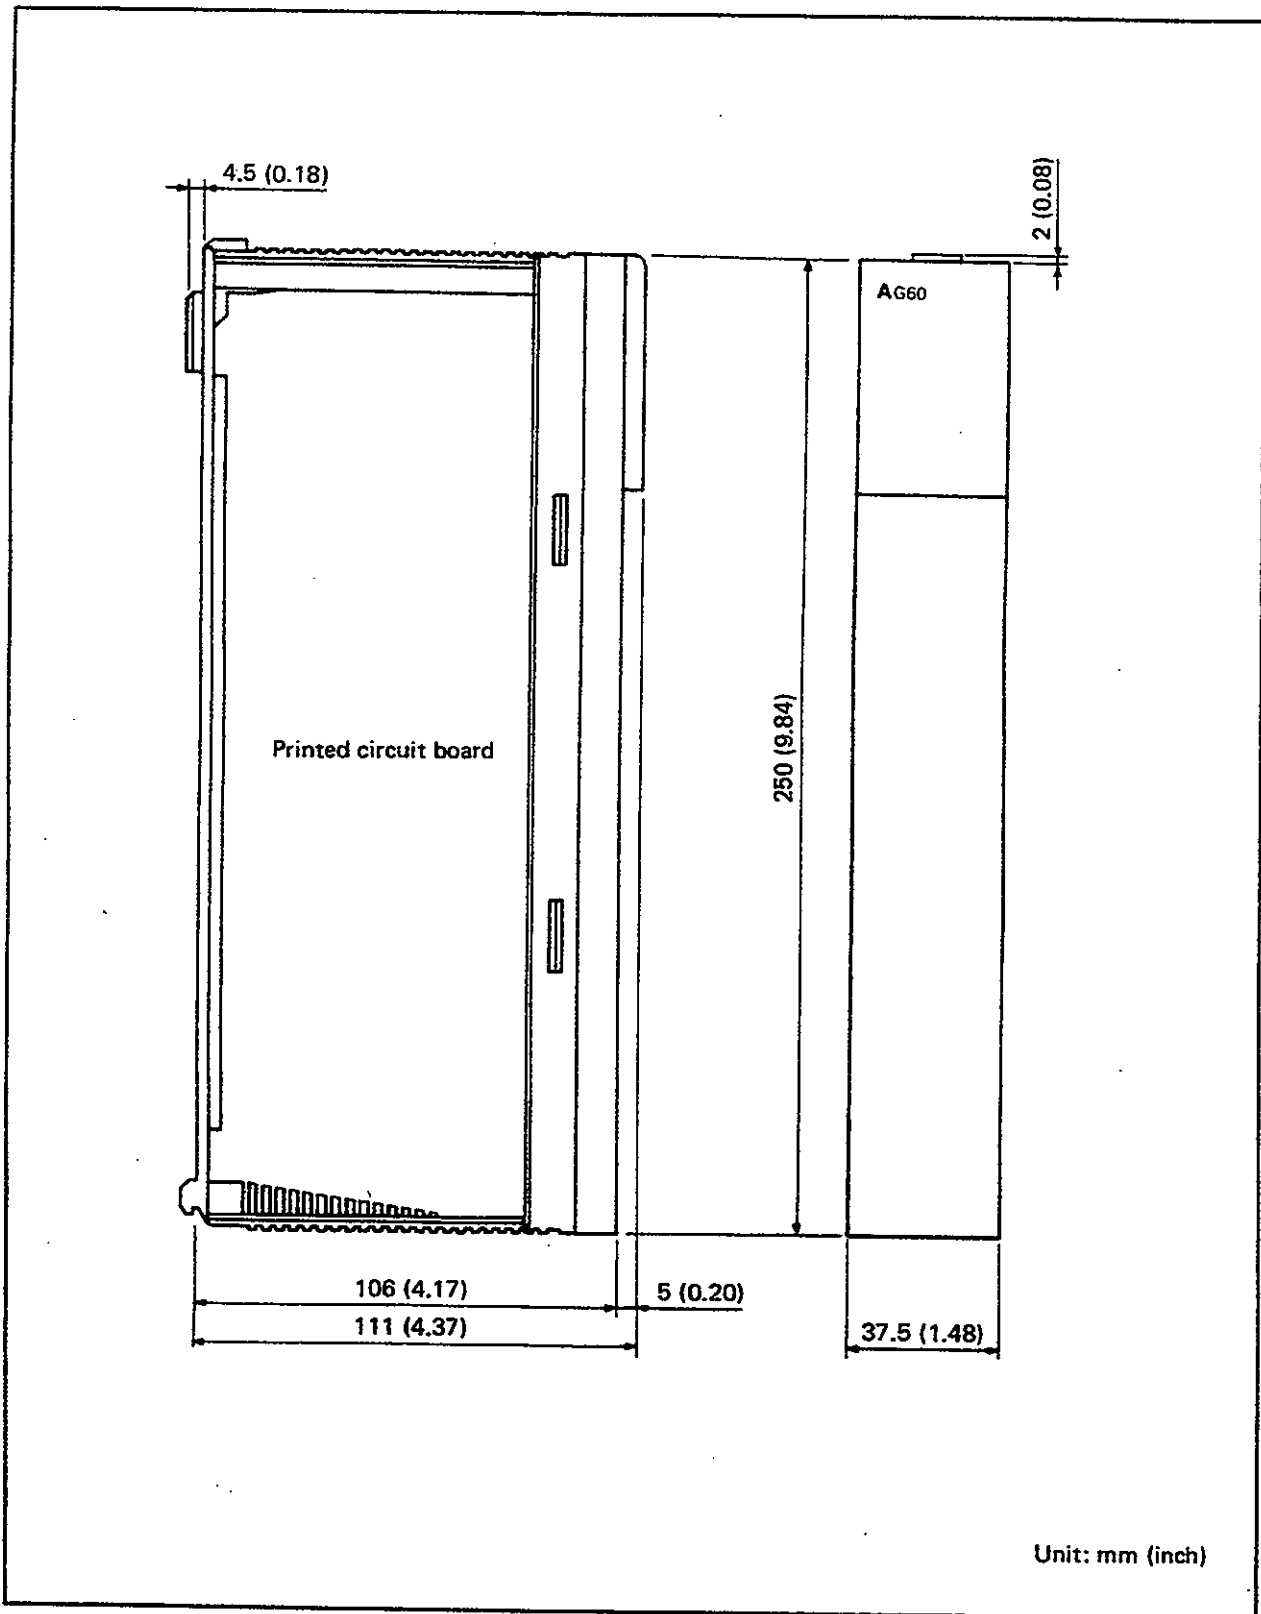 4.5 (0.18)
2 (0.08)
AG60
250 (9.84)
Printed circuit board
106 (4.17)
5 (0.20)
111 (4.37)
37.5 (1.48)
Unit: mm (inch)